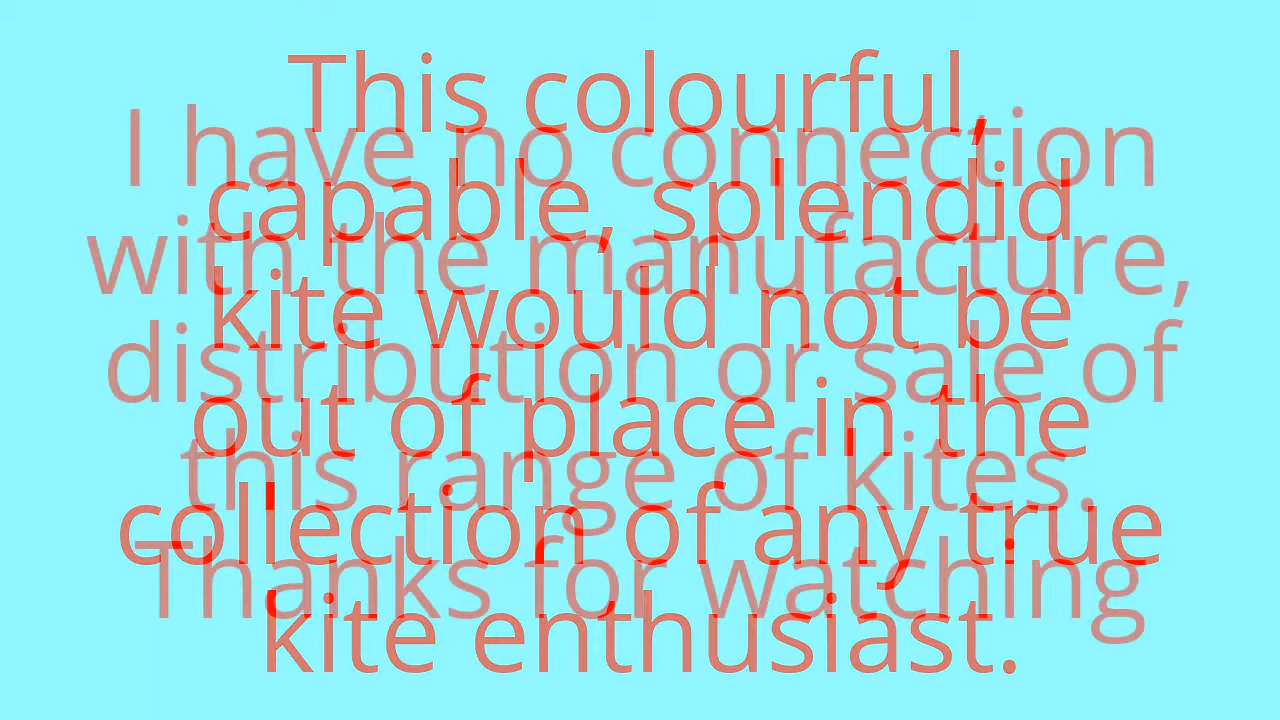 This colourful,
capable, splendid
kite would not be
out of place in the
collection of any true
kite enthusiast.
I have no connection
with the manufacture,
distribution or sale of
this range of kites.
Thanks for watching